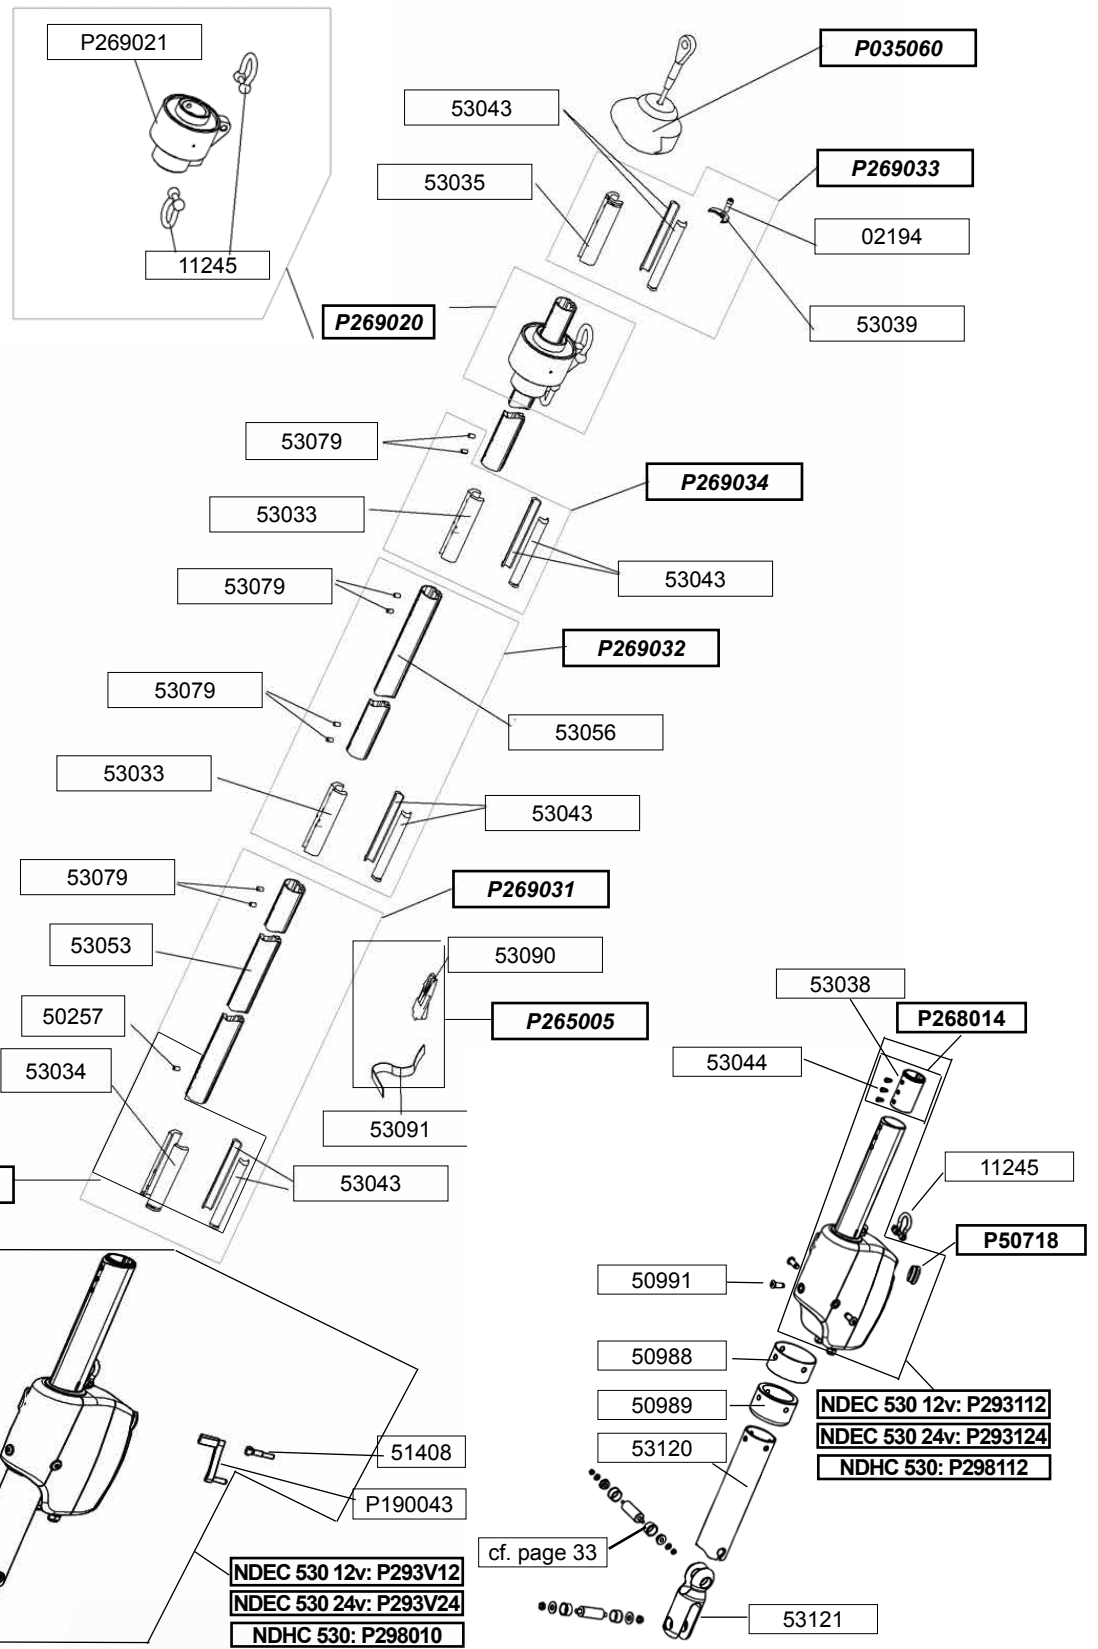 P269021
P035060
53043
P269033
53035
02194
11245
P269020
53039
53079
P269034
53033
53079
53043
P269032
53079
53056
53033
53043
53079
P269031
53053
53090
53038
50257
P265005
P268014
53034
53044
53091
53043
11245
P50718
50991
50988
50989
NDEC 530 12v: P293112
NDEC 530 24v: P293124
51408
53120
NDHC 530: P298112
P190043
cf. page 33
NDEC 530 12v: P293V12
NDEC 530 24v: P293V24
53121
NDHC 530: P298010